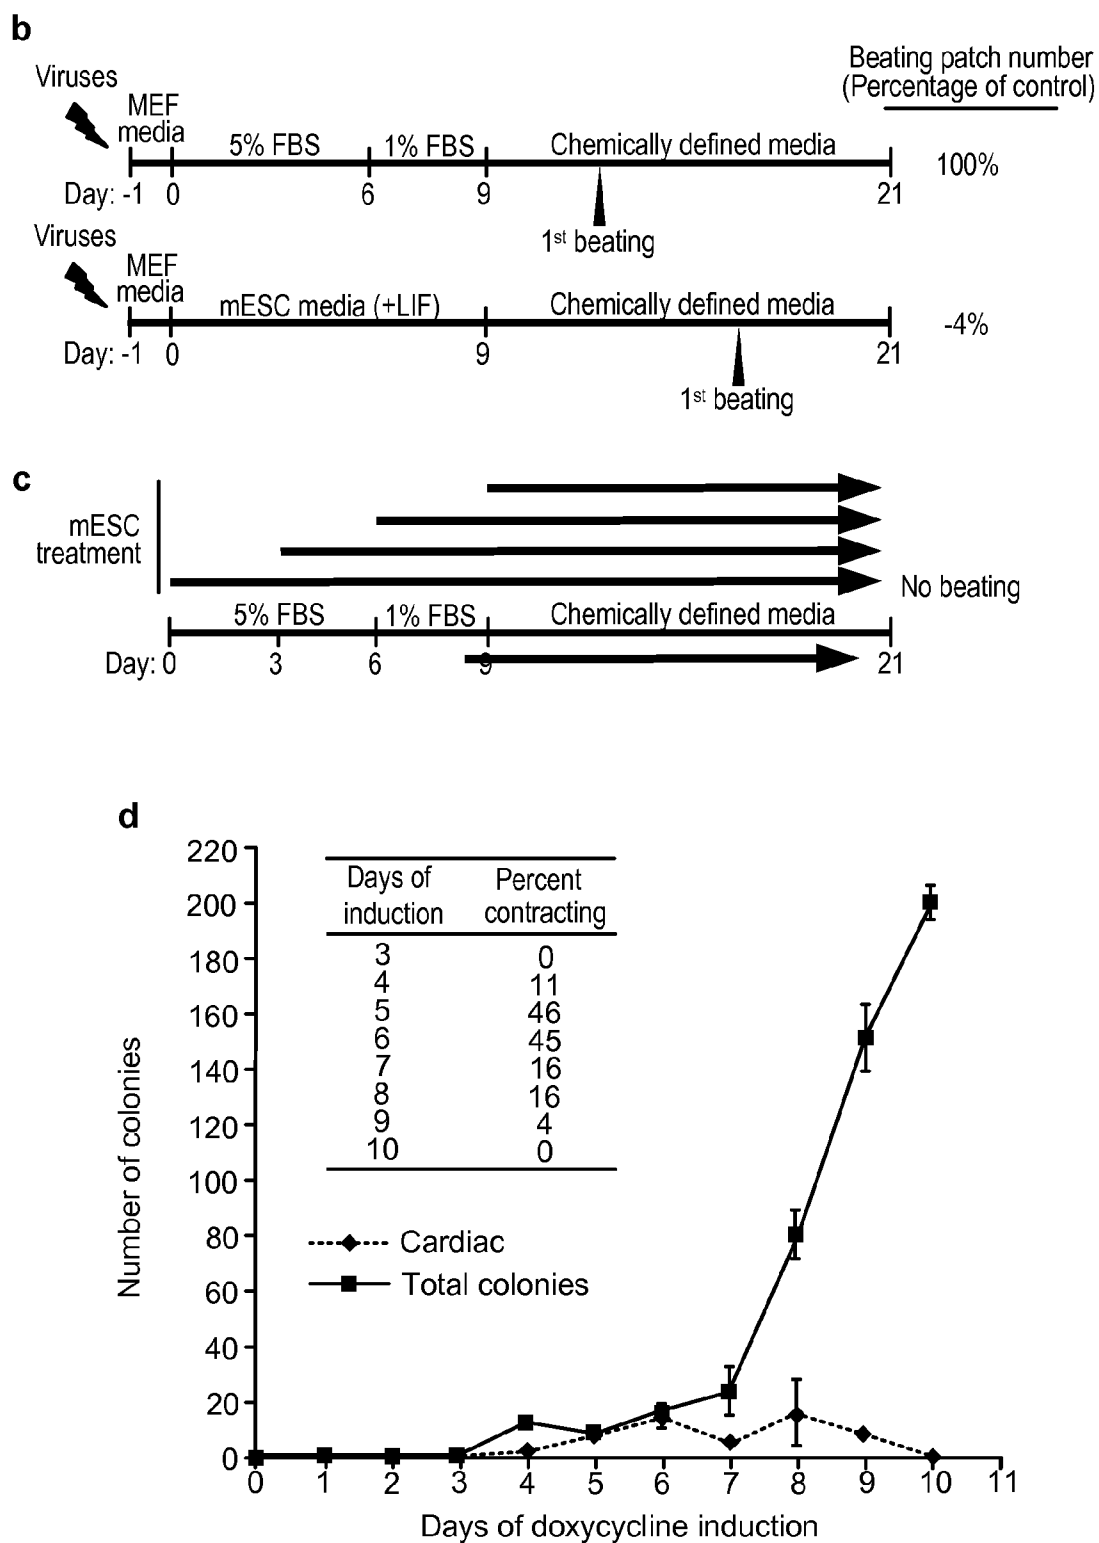 b
Beating patch number
(Percentage of control)
Viruses
MEF
media
5% FBS
1% FBS
Chemically defined media
100%
Day: -1 0 6 9 21
1st beating
Viruses
MEF
media
mESC media (+LIF)
Chemically defined media
-4%
Day: -1 0 9 21
1st beating
c
mESC
treatment
No beating
5% FBS
1% FBS
Chemically defined media
Day: 0 3 6 9 21
d
220
200
180
160
140
120
100
80
60
40
20
0
Number of colonies
Days of induction
Percent contracting
3 0
4 11
5 46
6 45
7 16
8 16
9 4
10 0
Cardiac
Total colonies
0 1 2 3 4 5 6 7 8 9 10 11
Days of doxycycline induction